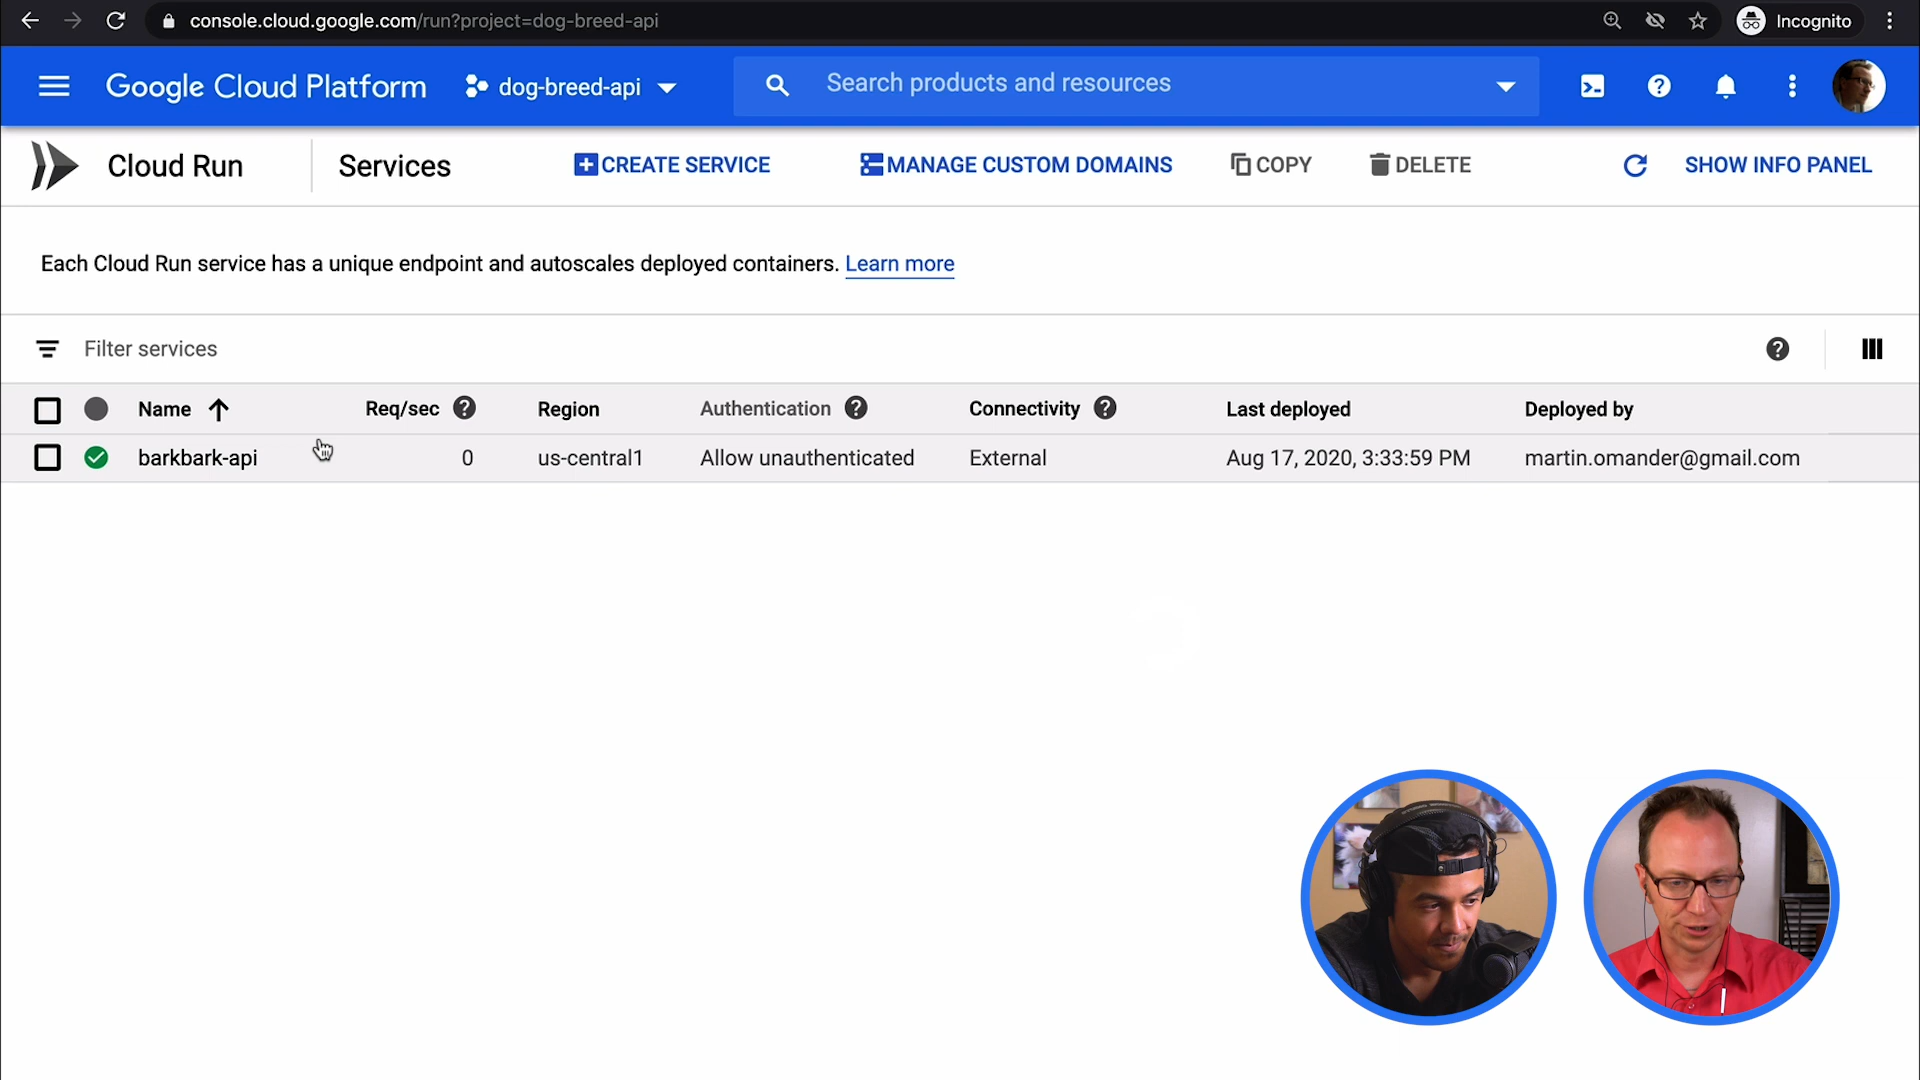 console.cloud.google.com/run?project=dog-breed-api
Incognito
Google Cloud Platform
dog-breed-api
Search products and resources
Cloud Run
Services
CREATE SERVICE
MANAGE CUSTOM DOMAINS
COPY
DELETE
SHOW INFO PANEL
Each Cloud Run service has a unique endpoint and autoscales deployed containers. Learn more
Filter services
Name Req/sec Region Authentication Connectivity Last deployed Deployed by
barkbark-api 0 us-central1 Allow unauthenticated External Aug 17, 2020, 3:33:59 PM martin.omander@gmail.com